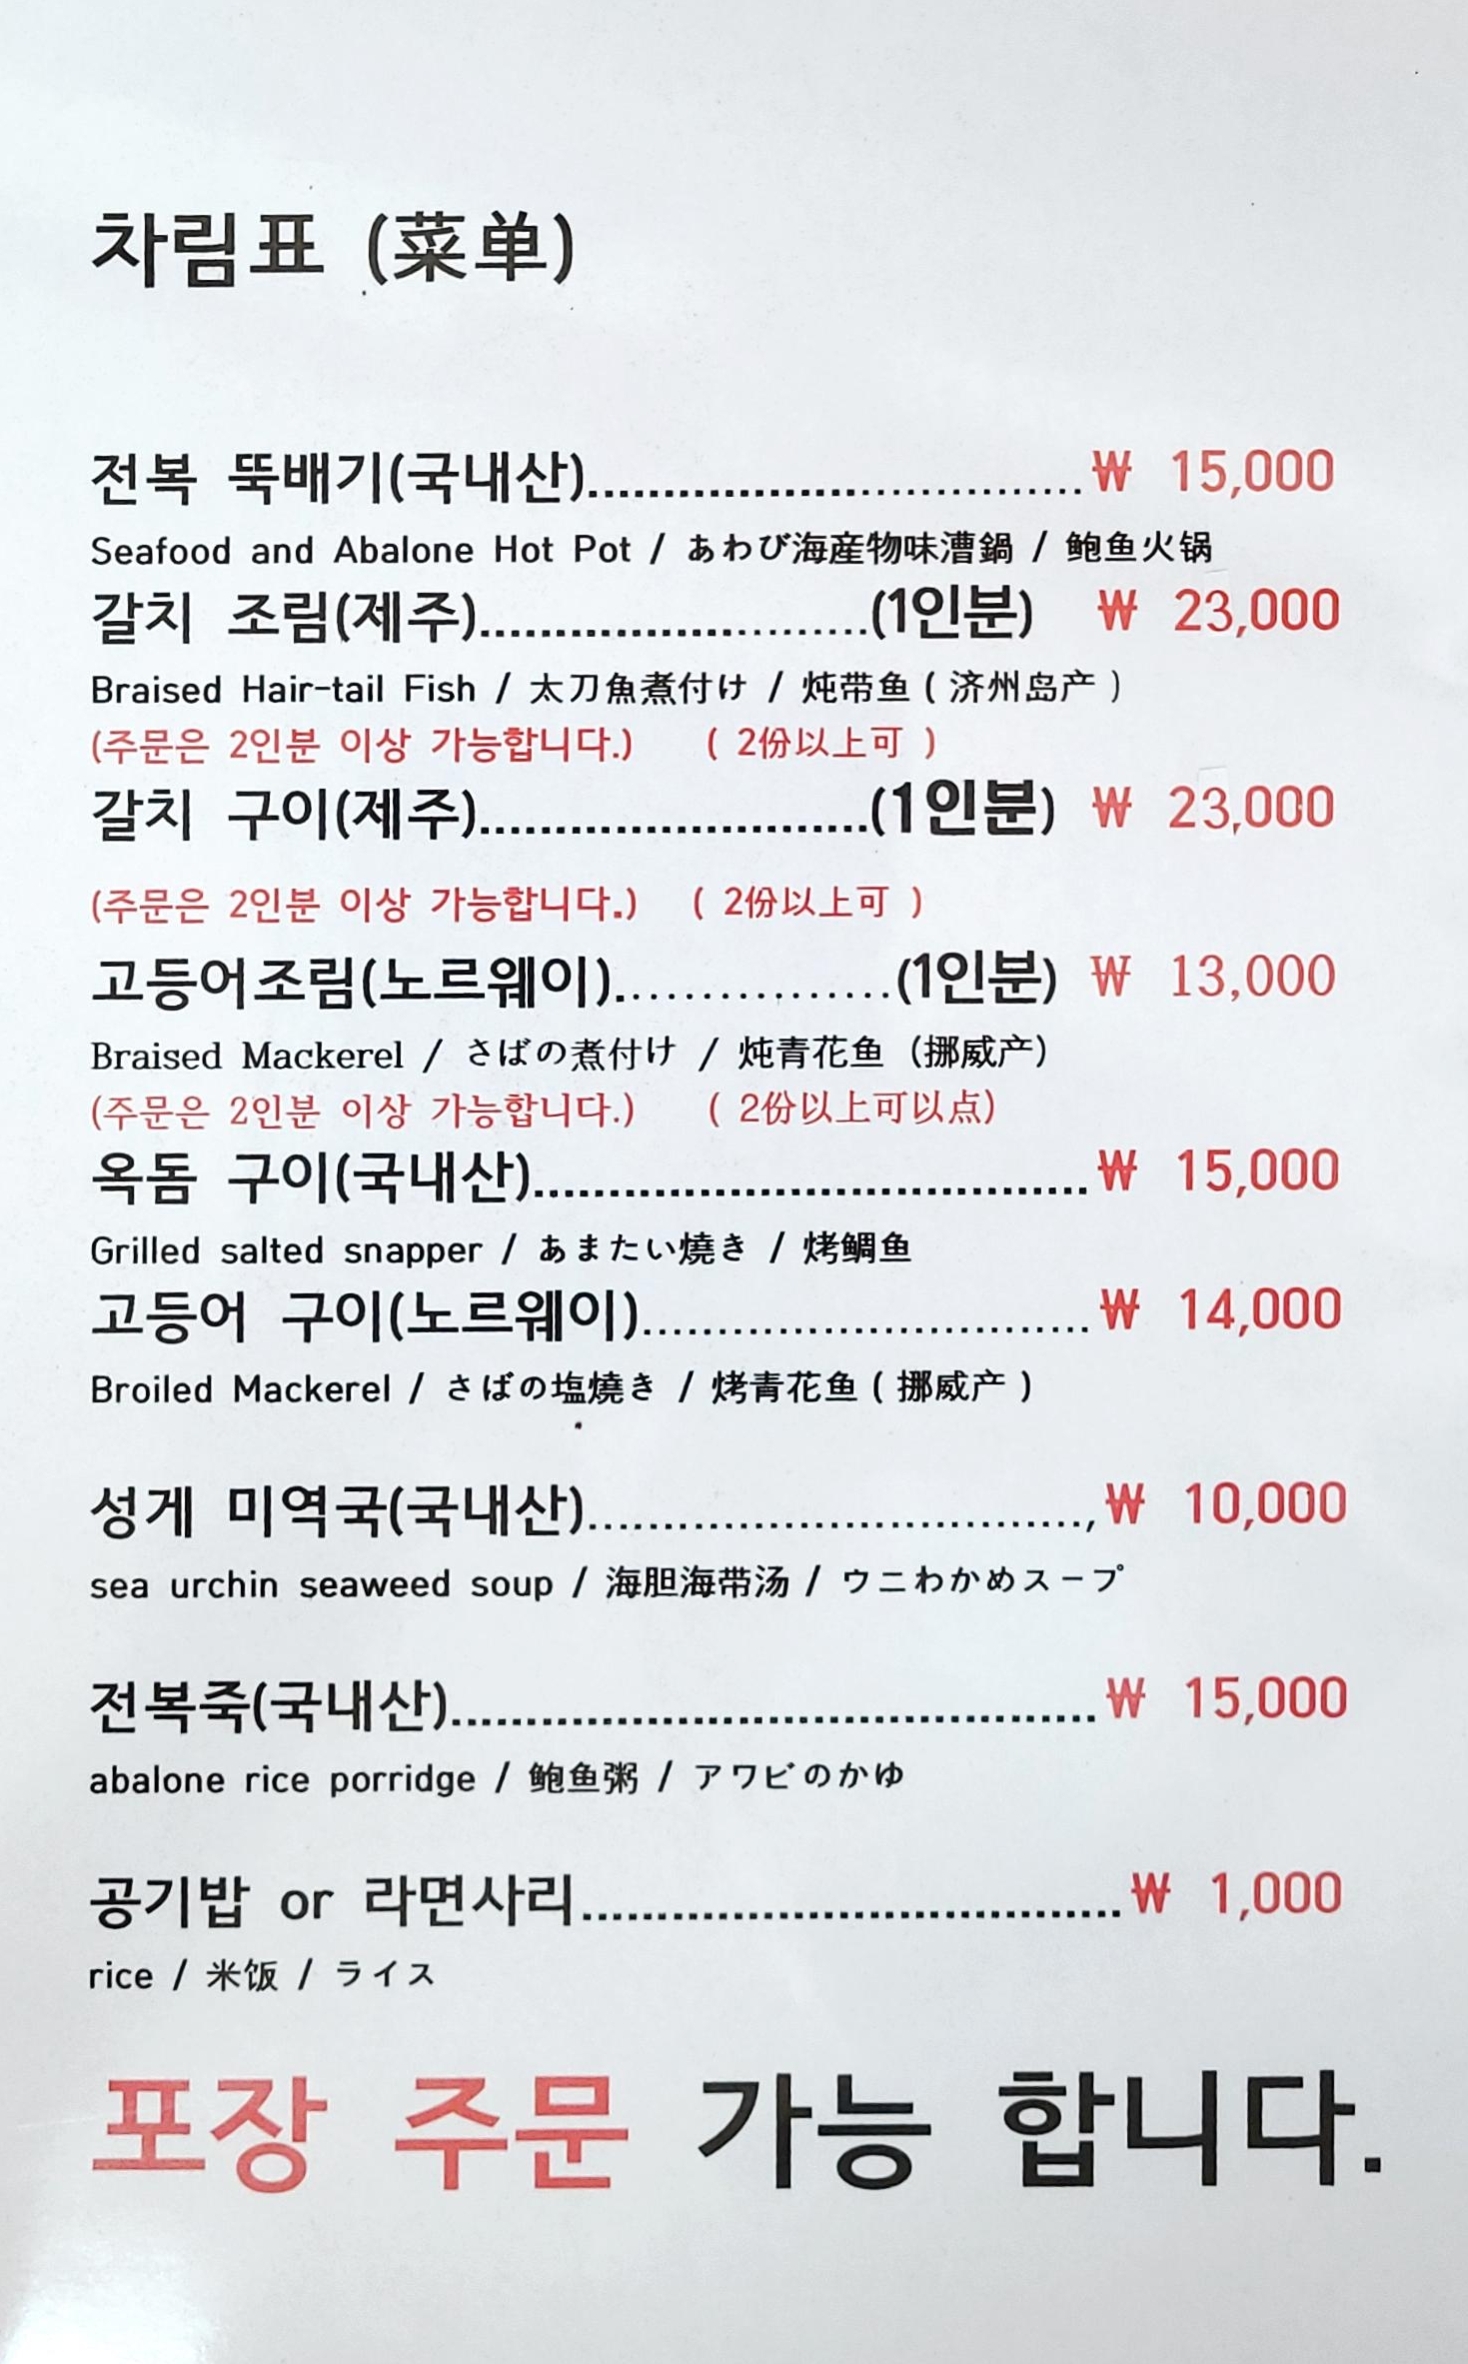 차림표 (菜单)
전복 뚝배기(국내산).................................₩ 15,000
Seafood and Abalone Hot Pot / あわび海産物味漕鍋 / 鲍鱼火锅
갈치 조림(제주)..........................(1인분) ₩ 23,000
Braised Hair-tail Fish / 太刀魚煮付け / 炖带鱼 ( 济州岛产 )
(주문은 2인분 이상 가능합니다.) ( 2份以上可 )
갈치 구이(제주)..........................(1인분) ₩ 23,000
(주문은 2인분 이상 가능합니다.) ( 2份以上可 )
고등어조림(노르웨이).................(1인분) ₩ 13,000
Braised Mackerel / さばの煮付け / 炖青花鱼 (挪威产)
(주문은 2인분 이상 가능합니다.) ( 2份以上可以点)
옥돔 구이(국내산).....................................₩ 15,000
Grilled salted snapper / あまたい燒き / 烤鲷鱼
고등어 구이(노르웨이)..............................₩ 14,000
Broiled Mackerel / さばの塩燒き / 烤青花鱼 ( 挪威产 )
성게 미역국(국내산).................................,₩ 10,000
sea urchin seaweed soup / 海胆海带汤 / ウニわかめスープ
전복죽(국내산)...........................................₩ 15,000
abalone rice porridge / 鲍鱼粥 / アワビのかゆ
공기밥 or 라면사리....................................₩ 1,000
rice / 米饭 / ライス
포장 주문 가능 합니다.